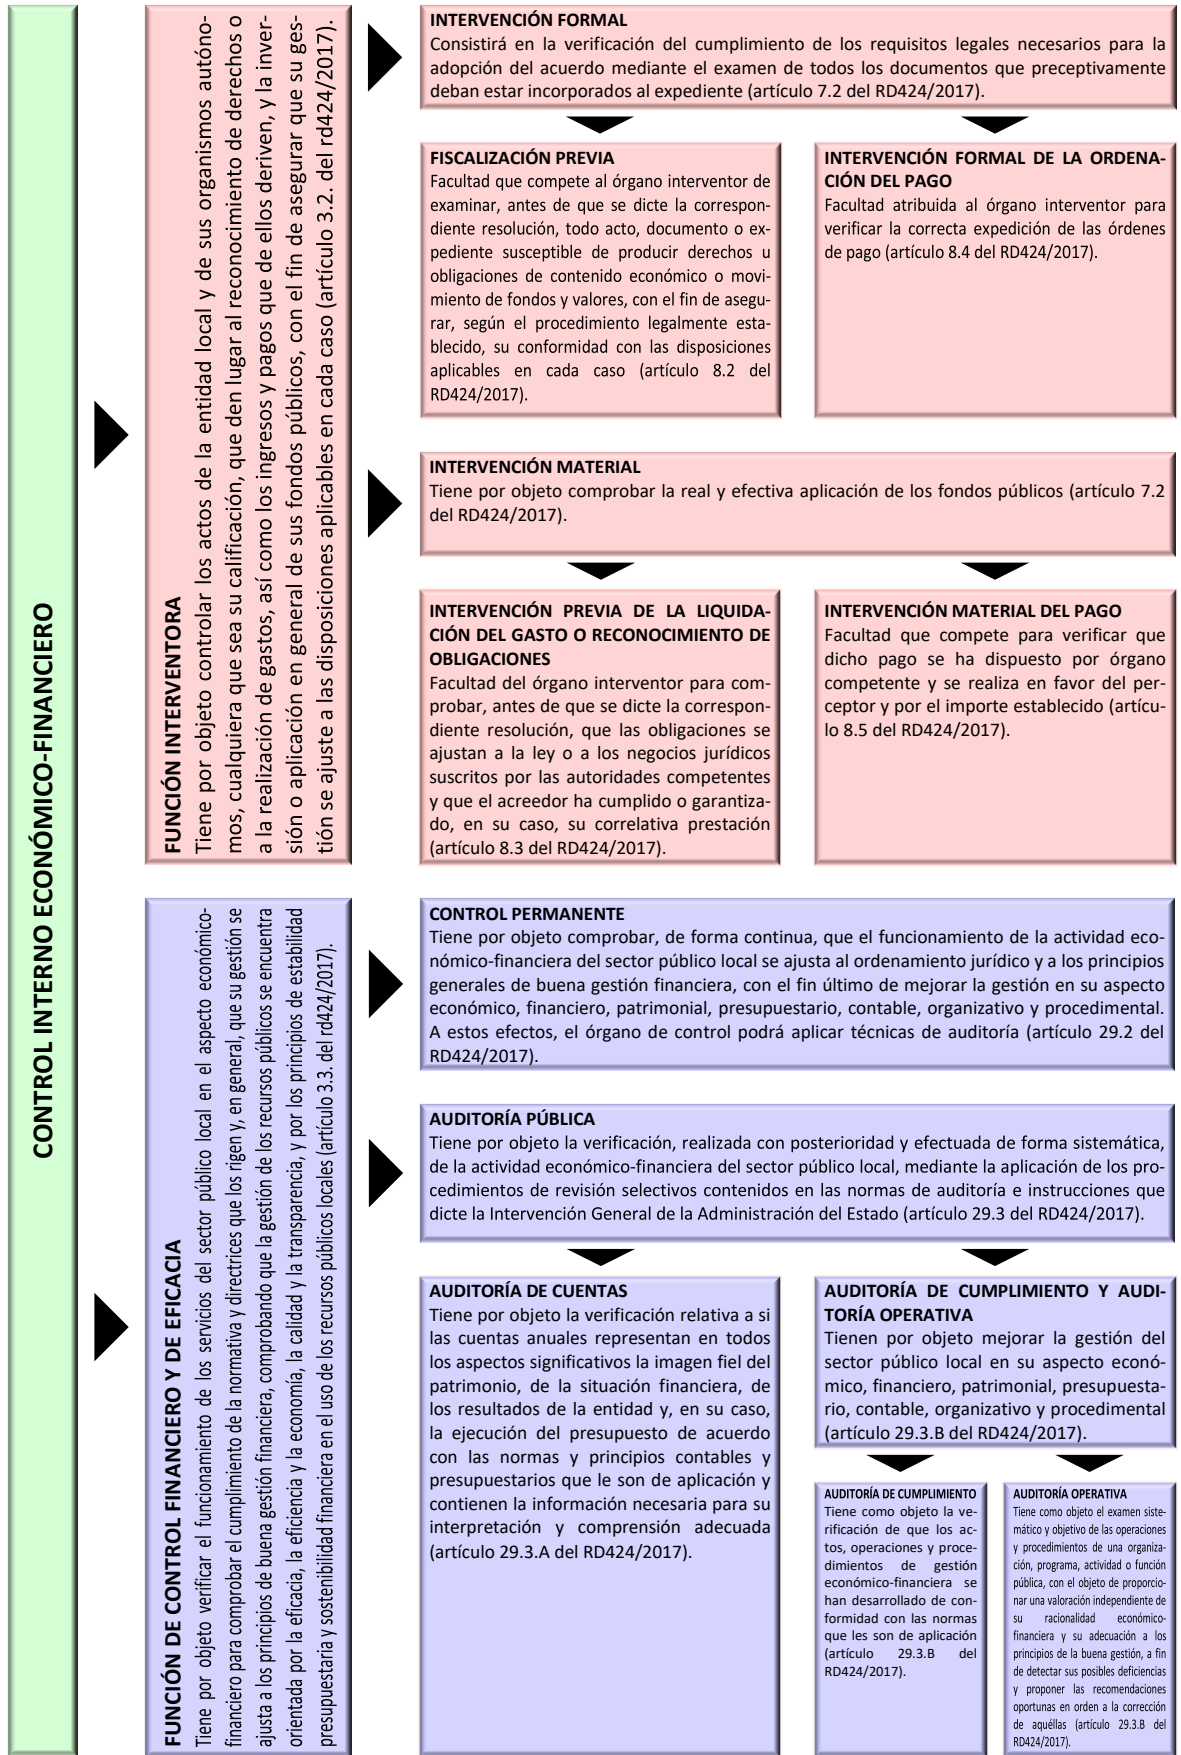 CONTROL INTERNO ECONÓMICO-FINANCIERO
FUNCIÓN INTERVENTORA
Tiene por objeto controlar los actos de la entidad local y de sus organismos autóno-
mos, cualquiera que sea su calificación, que den lugar al reconocimiento de derechos o
a la realización de gastos, así como los ingresos y pagos que de ellos deriven, y la inver-
sión o aplicación en general de sus fondos públicos, con el fin de asegurar que su ges-
tión se ajuste a las disposiciones aplicables en cada caso (artículo 3.2. del rd424/2017).
INTERVENCIÓN FORMAL
Consistirá en la verificación del cumplimiento de los requisitos legales necesarios para la
adopción del acuerdo mediante el examen de todos los documentos que preceptivamente
deban estar incorporados al expediente (artículo 7.2 del RD424/2017).
FISCALIZACIÓN PREVIA
Facultad que compete al órgano interventor de
examinar, antes de que se dicte la correspon-
diente resolución, todo acto, documento o ex-
pediente susceptible de producir derechos u
obligaciones de contenido económico o movi-
miento de fondos y valores, con el fin de asegu-
rar, según el procedimiento legalmente esta-
blecido, su conformidad con las disposiciones
aplicables en cada caso (artículo 8.2 del
RD424/2017).
INTERVENCIÓN FORMAL DE LA ORDENA-
CIÓN DEL PAGO
Facultad atribuida al órgano interventor para
verificar la correcta expedición de las órdenes
de pago (artículo 8.4 del RD424/2017).
INTERVENCIÓN MATERIAL
Tiene por objeto comprobar la real y efectiva aplicación de los fondos públicos (artículo 7.2
del RD424/2017).
INTERVENCIÓN PREVIA DE LA LIQUIDA-
CIÓN DEL GASTO O RECONOCIMIENTO DE
OBLIGACIONES
Facultad del órgano interventor para com-
probar, antes de que se dicte la correspon-
diente resolución, que las obligaciones se
ajustan a la ley o a los negocios jurídicos
suscritos por las autoridades competentes
y que el acreedor ha cumplido o garantiza-
do, en su caso, su correlativa prestación
(artículo 8.3 del RD424/2017).
INTERVENCIÓN MATERIAL DEL PAGO
Facultad que compete para verificar que
dicho pago se ha dispuesto por órgano
competente y se realiza en favor del per-
ceptor y por el importe establecido (artícu-
lo 8.5 del RD424/2017).
FUNCIÓN DE CONTROL FINANCIERO Y DE EFICACIA
Tiene por objeto verificar el funcionamiento de los servicios del sector público local en el aspecto económico-
financiero para comprobar el cumplimiento de la normativa y directrices que los rigen y, en general, que su gestión se
ajusta a los principios de buena gestión financiera, comprobando que la gestión de los recursos públicos se encuentra
orientada por la eficacia, la eficiencia y la economía, la calidad y la transparencia, y por los principios de estabilidad
presupuestaria y sostenibilidad financiera en el uso de los recursos públicos locales (artículo 3.3. del rd424/2017).
CONTROL PERMANENTE
Tiene por objeto comprobar, de forma continua, que el funcionamiento de la actividad eco-
nómico-financiera del sector público local se ajusta al ordenamiento jurídico y a los principios
generales de buena gestión financiera, con el fin último de mejorar la gestión en su aspecto
económico, financiero, patrimonial, presupuestario, contable, organizativo y procedimental.
A estos efectos, el órgano de control podrá aplicar técnicas de auditoría (artículo 29.2 del
RD424/2017).
AUDITORÍA PÚBLICA
Tiene por objeto la verificación, realizada con posterioridad y efectuada de forma sistemática,
de la actividad económico-financiera del sector público local, mediante la aplicación de los pro-
cedimientos de revisión selectivos contenidos en las normas de auditoría e instrucciones que
dicte la Intervención General de la Administración del Estado (artículo 29.3 del RD424/2017).
AUDITORÍA DE CUENTAS
Tiene por objeto la verificación relativa a si
las cuentas anuales representan en todos
los aspectos significativos la imagen fiel del
patrimonio, de la situación financiera, de
los resultados de la entidad y, en su caso,
la ejecución del presupuesto de acuerdo
con las normas y principios contables y
presupuestarios que le son de aplicación y
contienen la información necesaria para su
interpretación y comprensión adecuada
(artículo 29.3.A del RD424/2017).
AUDITORÍA DE CUMPLIMIENTO Y AUDI-
TORÍA OPERATIVA
Tienen por objeto mejorar la gestión del
sector público local en su aspecto econó-
mico, financiero, patrimonial, presupuesta-
rio, contable, organizativo y procedimental
(artículo 29.3.B del RD424/2017).
AUDITORÍA DE CUMPLIMIENTO
Tiene como objeto la ve-
rificación de que los ac-
tos, operaciones y proce-
dimientos de gestión
económico-financiera se
han desarrollado de con-
formidad con las normas
que les son de aplicación
(artículo 29.3.B del
RD424/2017).
AUDITORÍA OPERATIVA
Tiene como objeto el examen siste-
mático y objetivo de las operaciones
y procedimientos de una organiza-
ción, programa, actividad o función
pública, con el objeto de proporcio-
nar una valoración independiente de
su racionalidad económico-
financiera y su adecuación a los
principios de la buena gestión, a fin
de detectar sus posibles deficiencias
y proponer las recomendaciones
oportunas en orden a la corrección
de aquéllas (artículo 29.3.B del
RD424/2017).